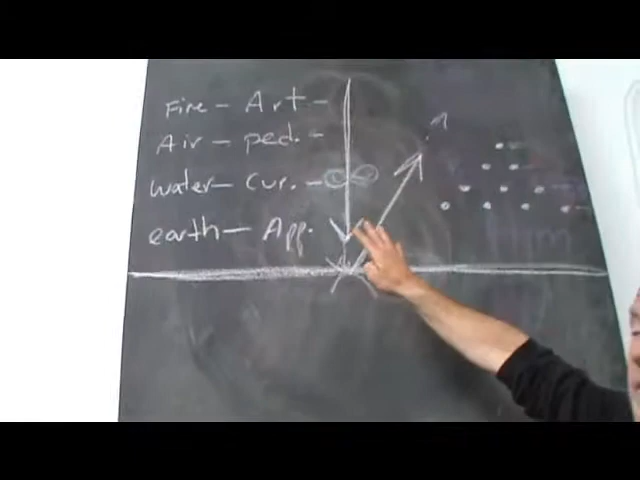 Fire – Art –
Air – ped. –
water – Cur. –
earth – App.